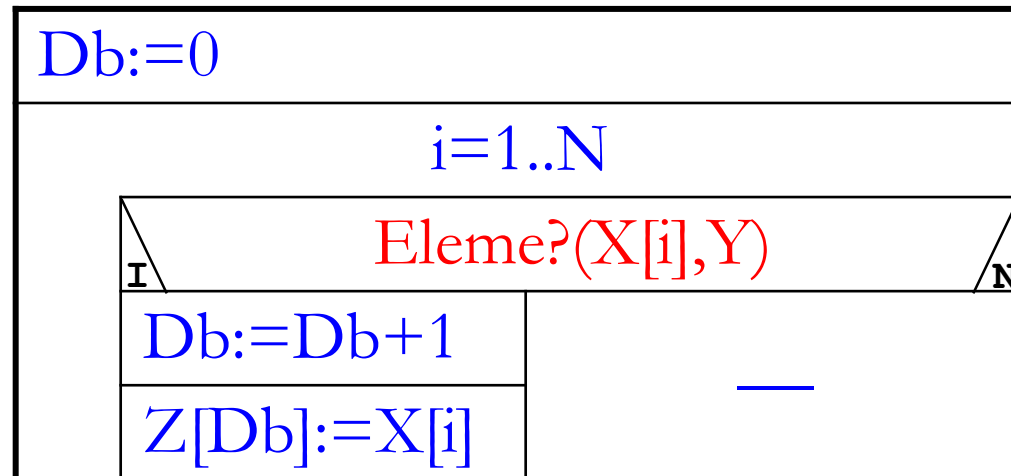 Db:=0
i=1..N
Eleme?(X[i],Y)
I
N
Db:=Db+1
—
Z[Db]:=X[i]